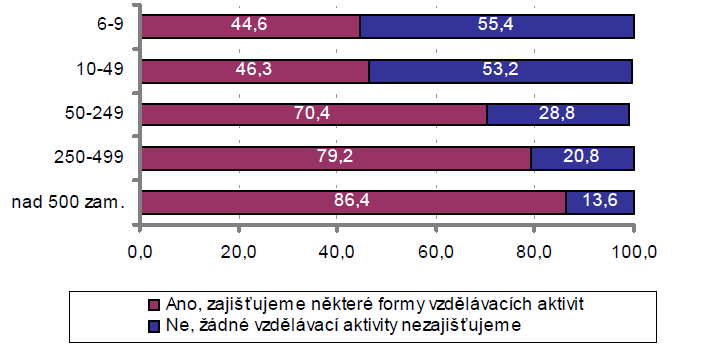 6-9 44,6 55,4
10-49 46,3 53,2
50-249 70,4 28,8
250-499 79,2 20,8
nad 500 zam. 86,4 13,6
0,0 20,0 40,0 60,0 80,0 100,0
Ano, zajišťujeme některé formy vzdělávacích aktivit
Ne, žádné vzdělávací aktivity nezajišťujeme